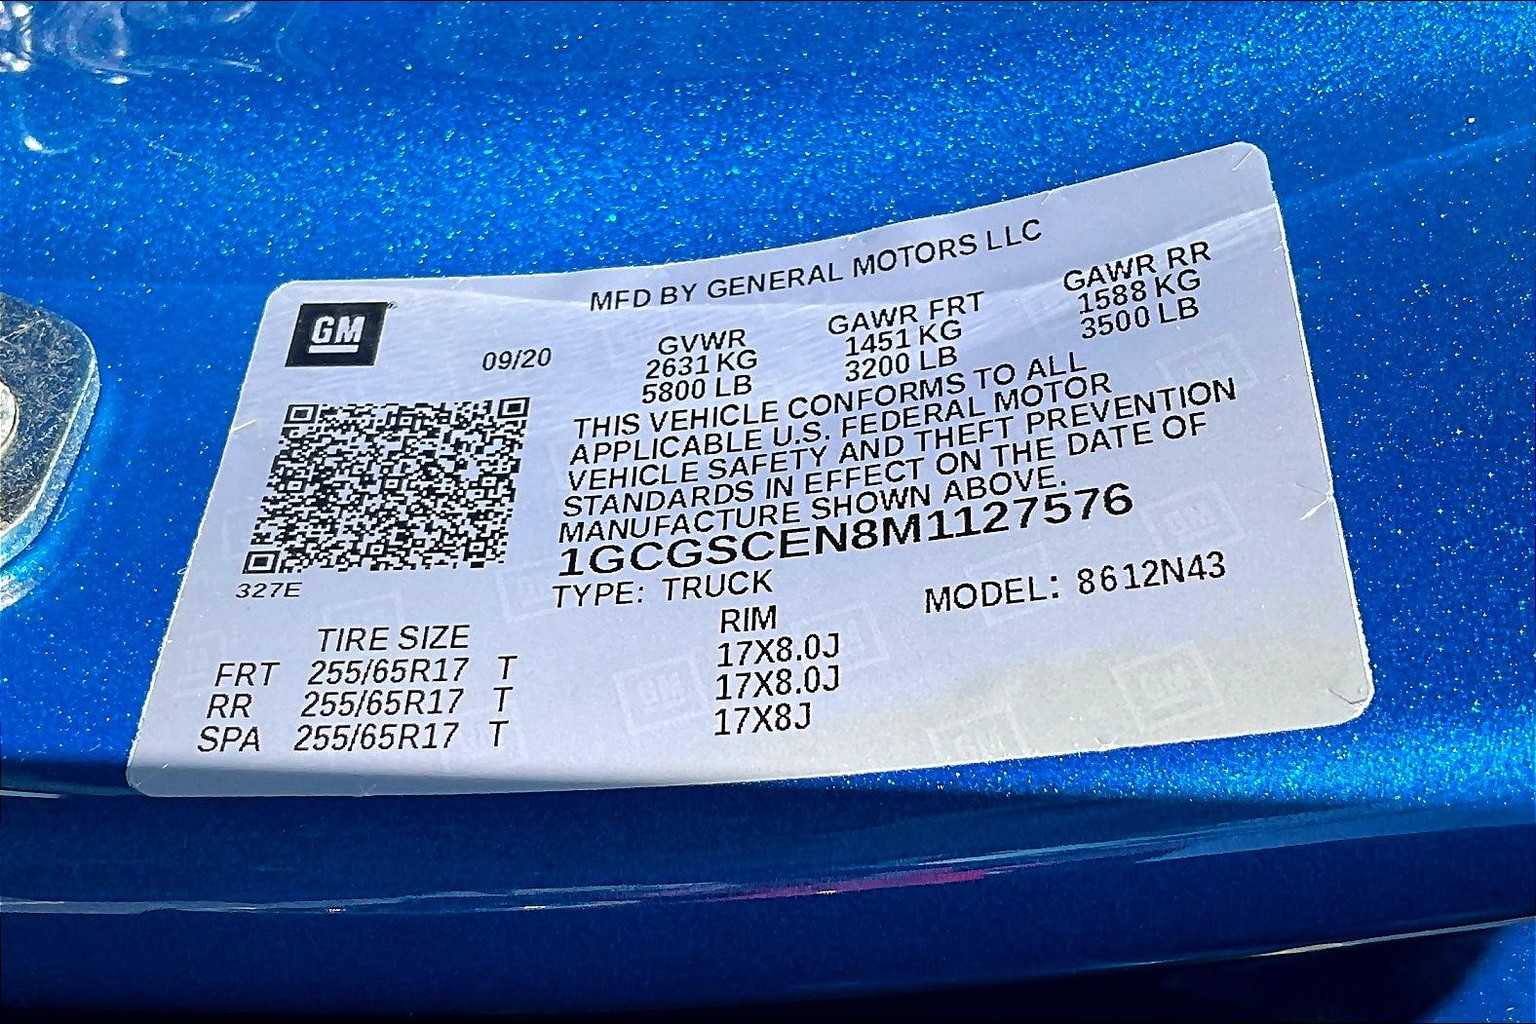 MFD BY GENERAL MOTORS LLC
GM
09/20 GVWR GAWR FRT GAWR RR
2631 KG 1451 KG 1588 KG
5800 LB 3200 LB 3500 LB
THIS VEHICLE CONFORMS TO ALL
APPLICABLE U.S. FEDERAL MOTOR
VEHICLE SAFETY AND THEFT PREVENTION
STANDARDS IN EFFECT ON THE DATE OF
MANUFACTURE SHOWN ABOVE.
1GCGSCEN8M1127576
327E
TYPE: TRUCK MODEL: 8612N43
TIRE SIZE RIM
FRT 255/65R17 T 17X8.0J
RR 255/65R17 T 17X8.0J
SPA 255/65R17 T 17X8J